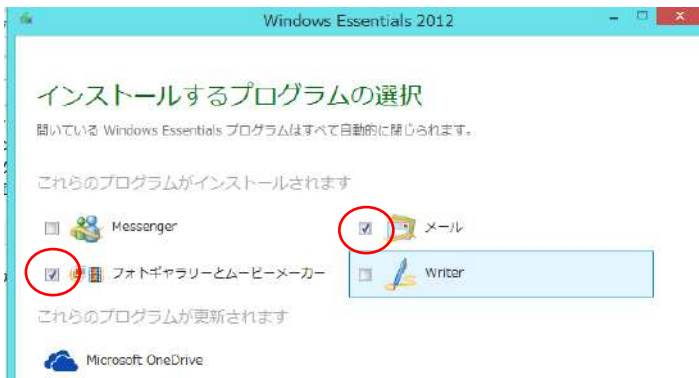 Windows Essentials 2012
インストールするプログラムの選択
開いている Windows Essentials プログラムはすべて自動的に閉じられます。
これらのプログラムがインストールされます
Messenger
メール
フォトギャラリーとムービーメーカー
Writer
これらのプログラムが更新されます
Microsoft OneDrive